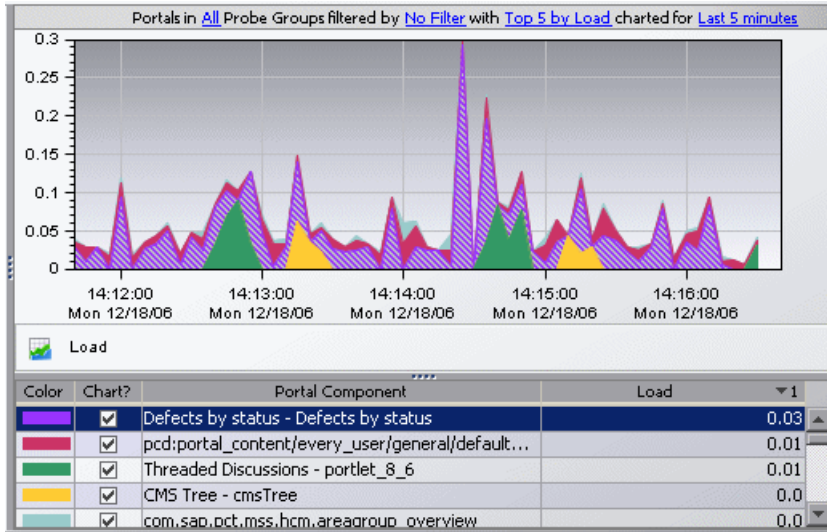 Portals in All Probe Groups filtered by No Filter with Top 5 by Load charted for Last 5 minutes
0.3
0.25
0.2
0.15
0.1
0.05
0
14:12:00 14:13:00 14:14:00 14:15:00 14:16:00
Mon 12/18/06 Mon 12/18/06 Mon 12/18/06 Mon 12/18/06 Mon 12/18/06
Load
Color Chart? Portal Component Load 1
Defects by status - Defects by status 0.03
pcd:portal_content/every_user/general/default... 0.01
Threaded Discussions - portlet_8_6 0.01
CMS Tree - cmsTree 0.0
com.sap.pct.mss.hcm.areagroup_overview 0.0